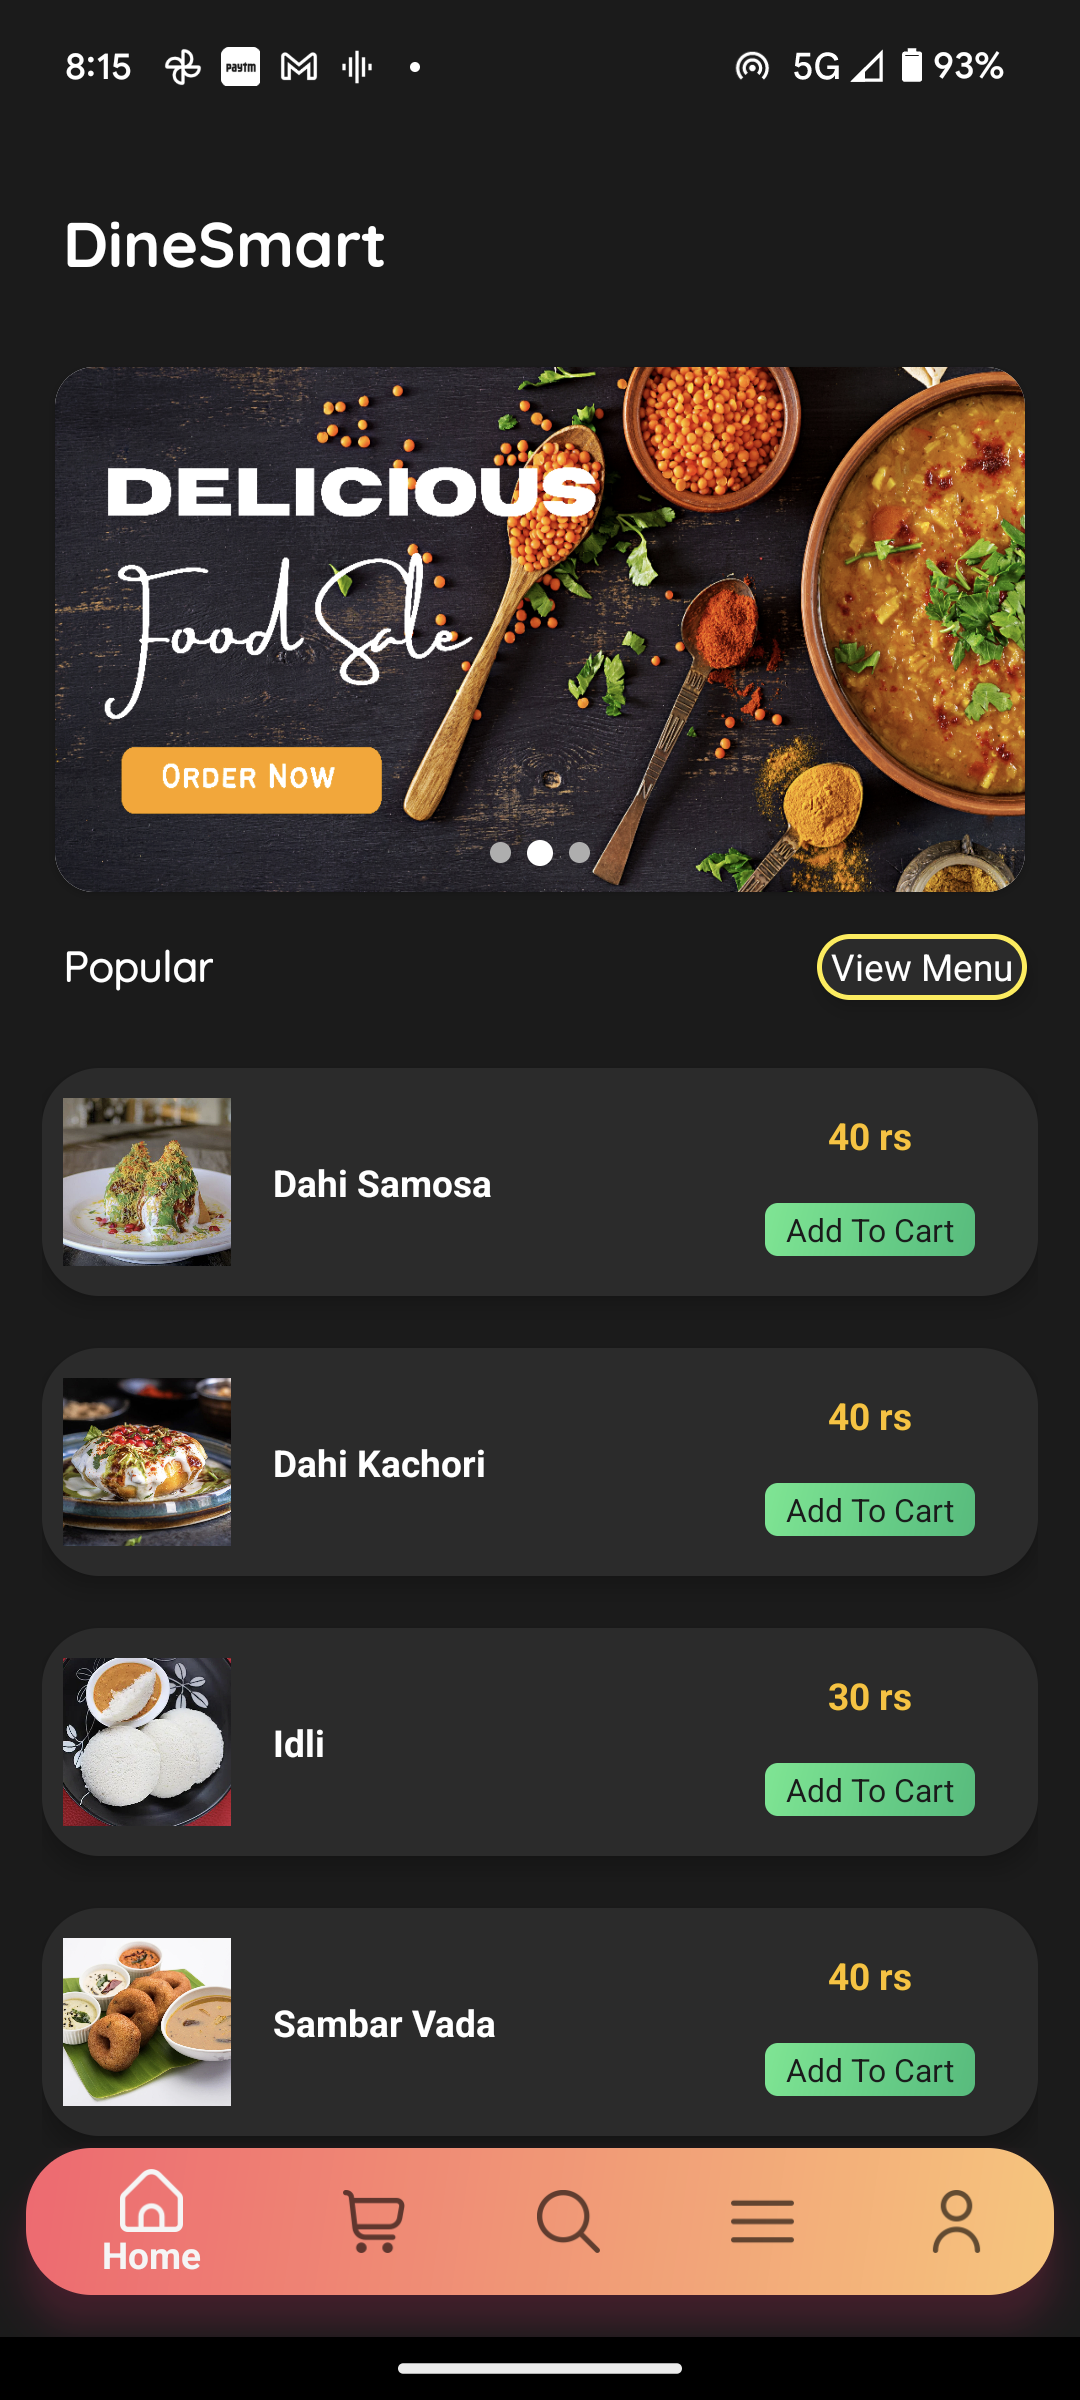 8:15 paytm 5G 93%
DineSmart
DELICIOUS
Food Sale
ORDER NOW
Popular
View Menu
40 rs
Dahi Samosa
Add To Cart
40 rs
Dahi Kachori
Add To Cart
30 rs
Idli
Add To Cart
40 rs
Sambar Vada
Add To Cart
Home